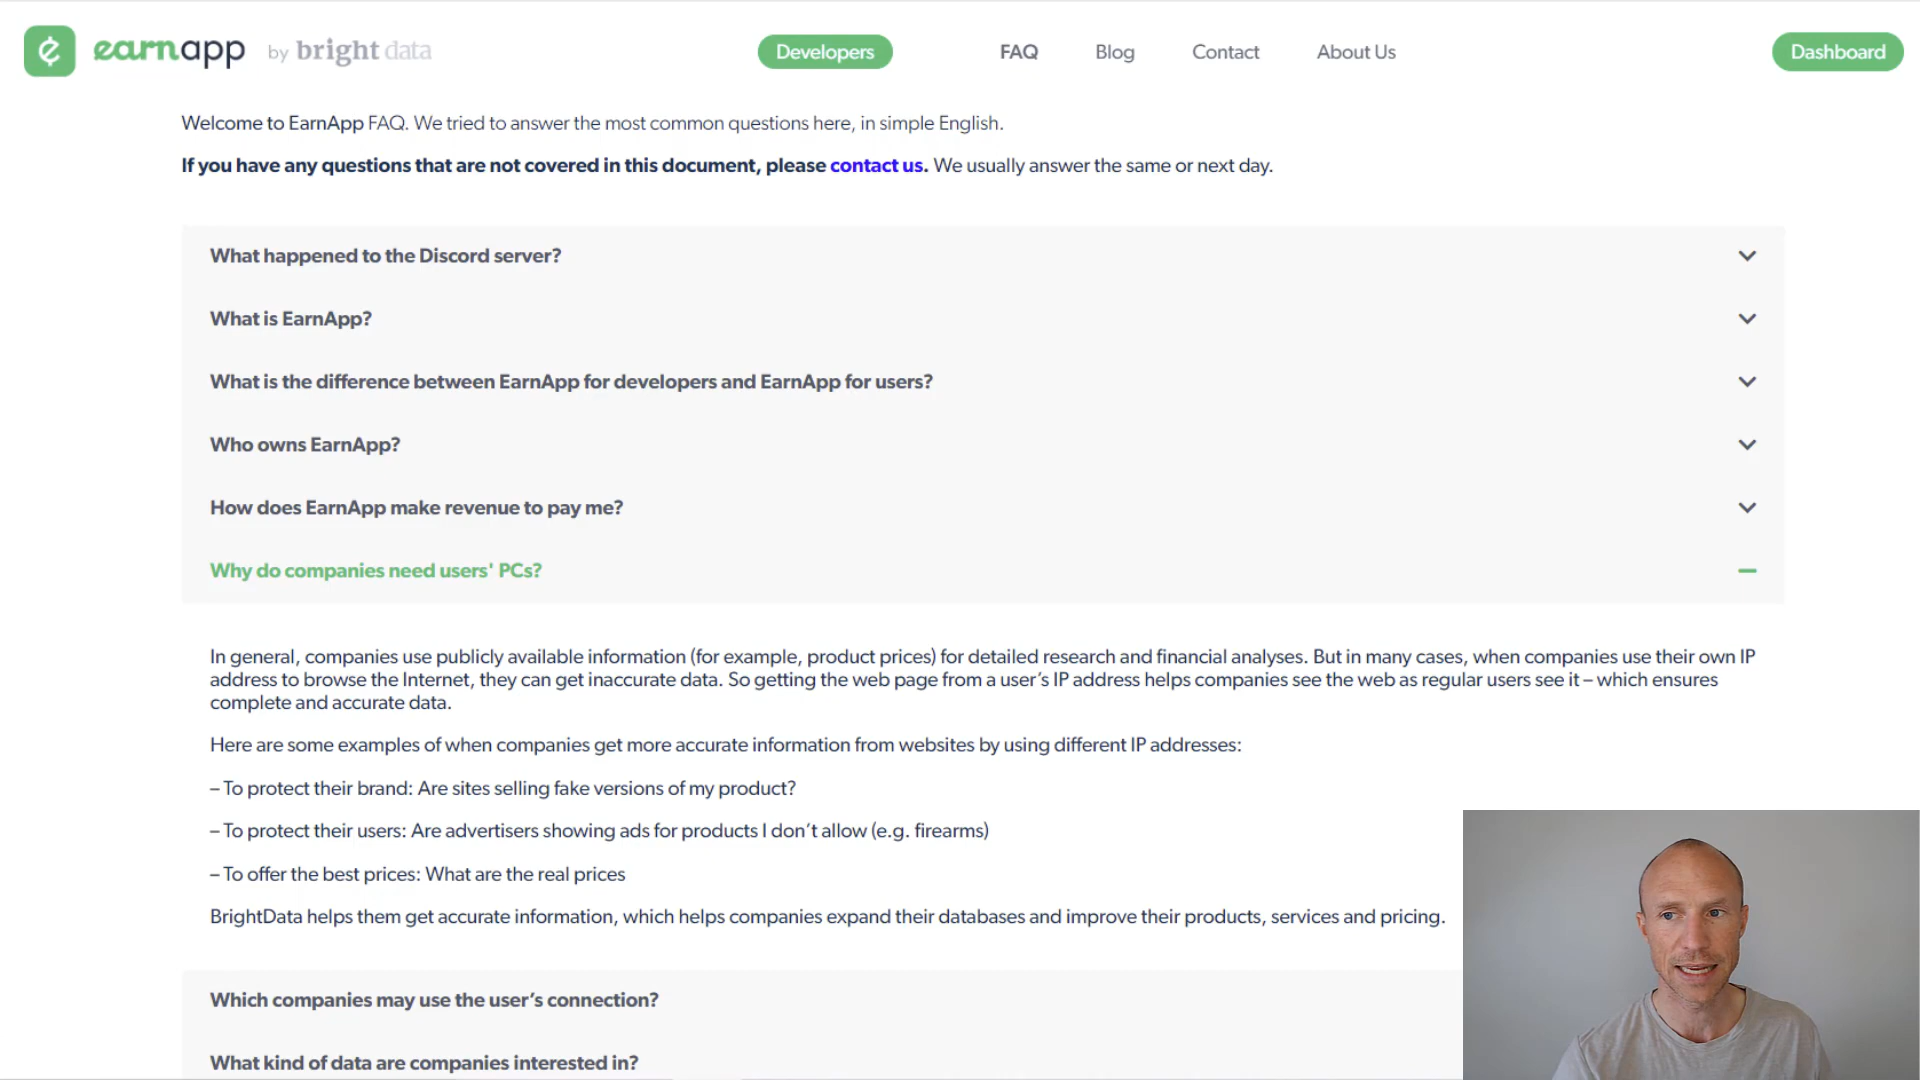 earnapp by bright data
Developers
FAQ
Blog
Contact
About Us
Dashboard
Welcome to EarnApp FAQ. We tried to answer the most common questions here, in simple English.
If you have any questions that are not covered in this document, please contact us. We usually answer the same or next day.
What happened to the Discord server?
What is EarnApp?
What is the difference between EarnApp for developers and EarnApp for users?
Who owns EarnApp?
How does EarnApp make revenue to pay me?
Why do companies need users' PCs?
In general, companies use publicly available information (for example, product prices) for detailed research and financial analyses. But in many cases, when companies use their own IP
address to browse the Internet, they can get inaccurate data. So getting the web page from a user’s IP address helps companies see the web as regular users see it – which ensures
complete and accurate data.
Here are some examples of when companies get more accurate information from websites by using different IP addresses:
– To protect their brand: Are sites selling fake versions of my product?
– To protect their users: Are advertisers showing ads for products I don’t allow (e.g. firearms)
– To offer the best prices: What are the real prices
BrightData helps them get accurate information, which helps companies expand their databases and improve their products, services and pricing.
Which companies may use the user’s connection?
What kind of data are companies interested in?